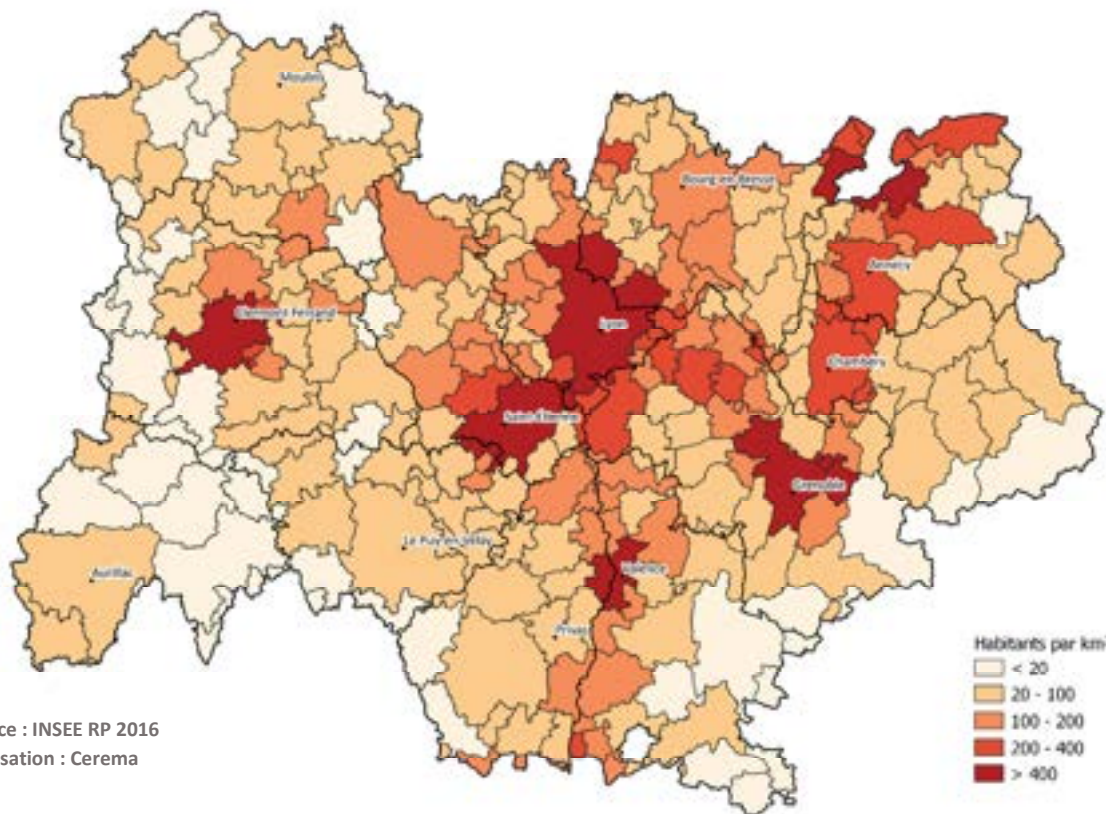 Moulins
Bourg en Bresse
Annecy
Clermont Ferrand
Lyon
Chambéry
Saint-Etienne
Grenoble
Le Puy en Velay
Valence
Aurillac
Privas
Habitants par km
< 20
20 - 100
100 - 200
200 - 400
> 400
ce : INSEE RP 2016
sation : Cerema